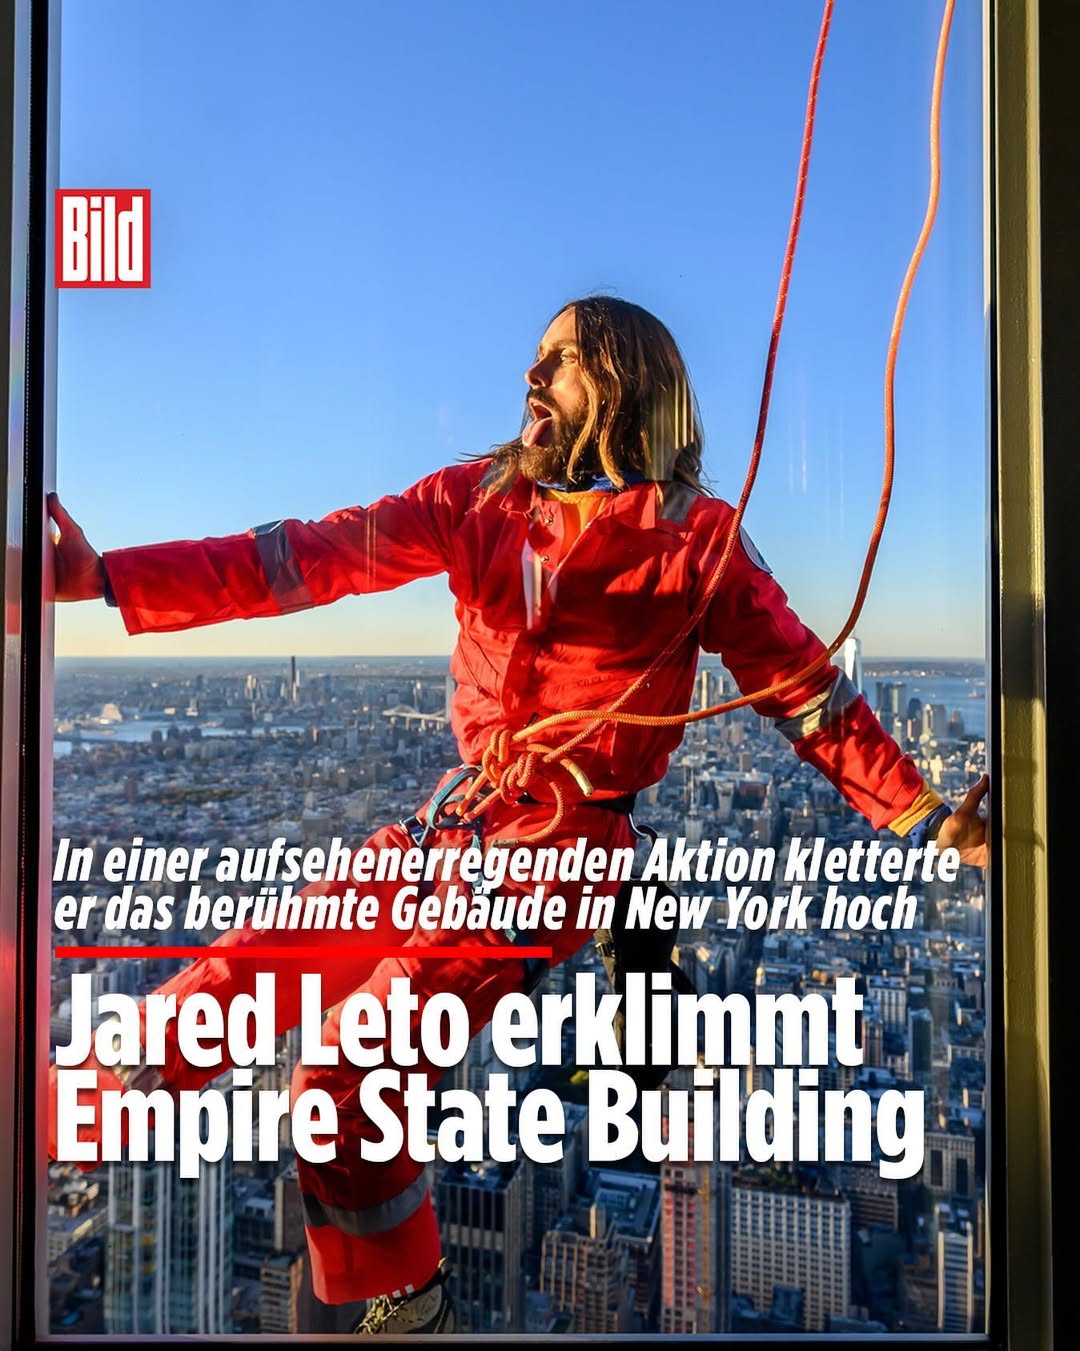 Bild
In einer aufsehenerregenden Aktion kletterte
er das berühmte Gebäude in New York hoch
Jared Leto erklimmt
Empire State Building